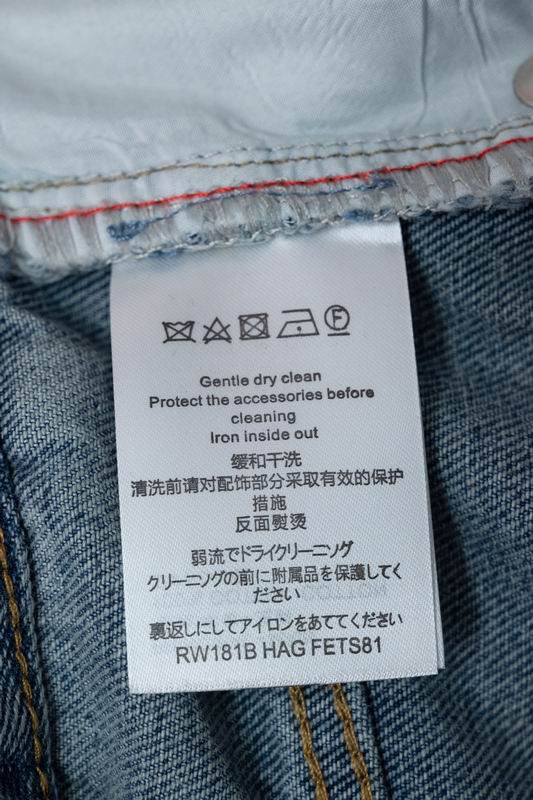 F
Gentle dry clean
Protect the accessories before
cleaning
Iron inside out
缓和干洗
清洗前请对配饰部分采取有效的保护
措施
反面熨烫
弱流でドライクリーニング
クリーニングの前に附属品を保護してく
ださい
裏返しにしてアイロンをあててください
RW181B HAG FETS81